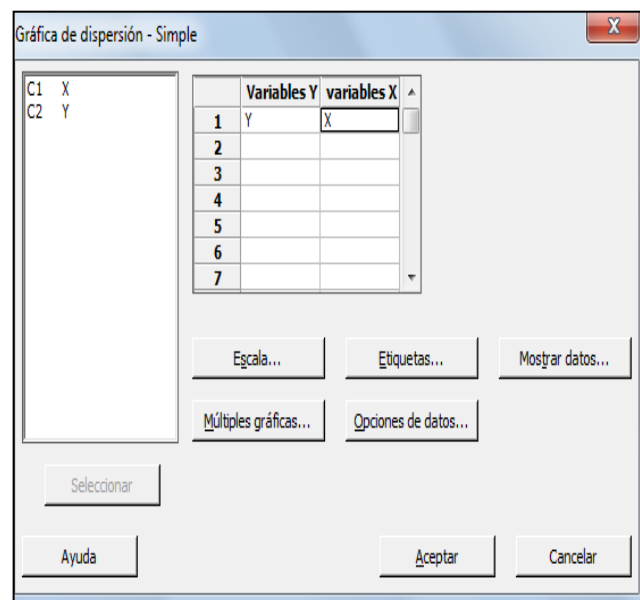 Gráfica de dispersión - Simple
X
C1 X
C2 Y
Variables Y variables X
1 Y X
2
3
4
5
6
7
Escala... Etiquetas... Mostrar datos...
Múltiples gráficas... Opciones de datos...
Seleccionar
Ayuda Aceptar Cancelar